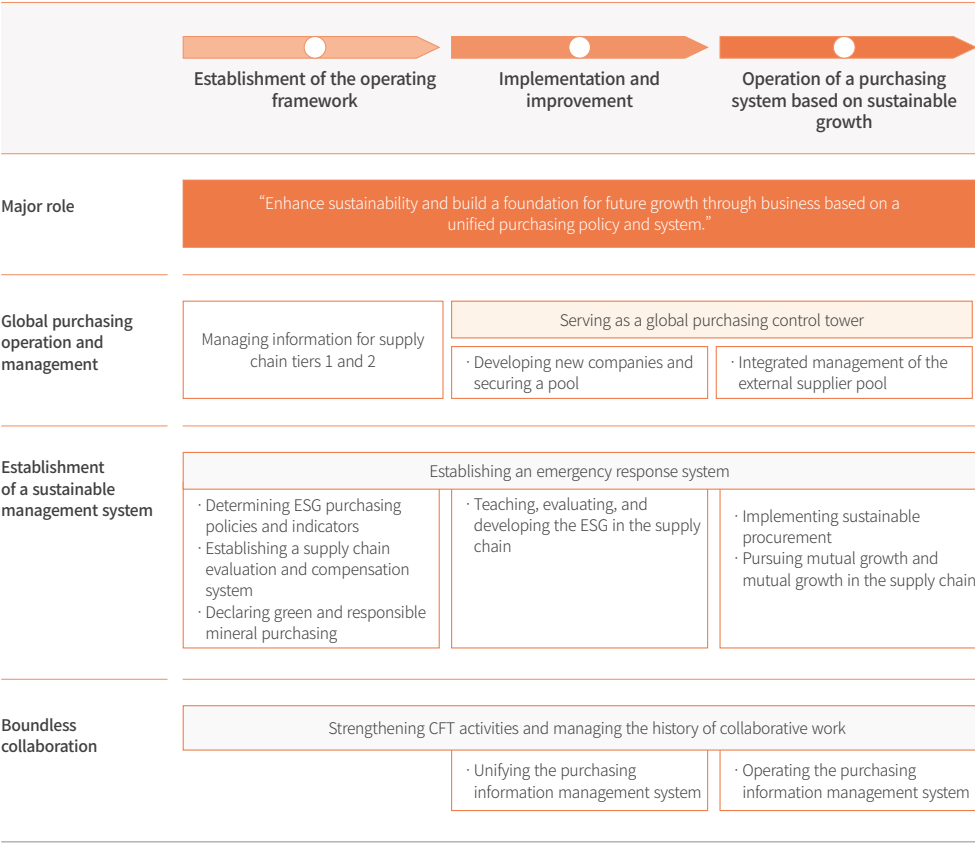 Establishment of the operating
framework
Implementation and
improvement
Operation of a purchasing
system based on sustainable
growth
Major role
“Enhance sustainability and build a foundation for future growth through business based on a
unified purchasing policy and system.”
Global purchasing
operation and
management
Managing information for supply
chain tiers 1 and 2
Serving as a global purchasing control tower
· Developing new companies and
securing a pool
· Integrated management of the
external supplier pool
Establishment
of a sustainable
management system
Establishing an emergency response system
· Determining ESG purchasing
policies and indicators
· Establishing a supply chain
evaluation and compensation
system
· Declaring green and responsible
mineral purchasing
· Teaching, evaluating, and
developing the ESG in the supply
chain
· Implementing sustainable
procurement
· Pursuing mutual growth and
mutual growth in the supply chain
Boundless
collaboration
Strengthening CFT activities and managing the history of collaborative work
· Unifying the purchasing
information management system
· Operating the purchasing
information management system